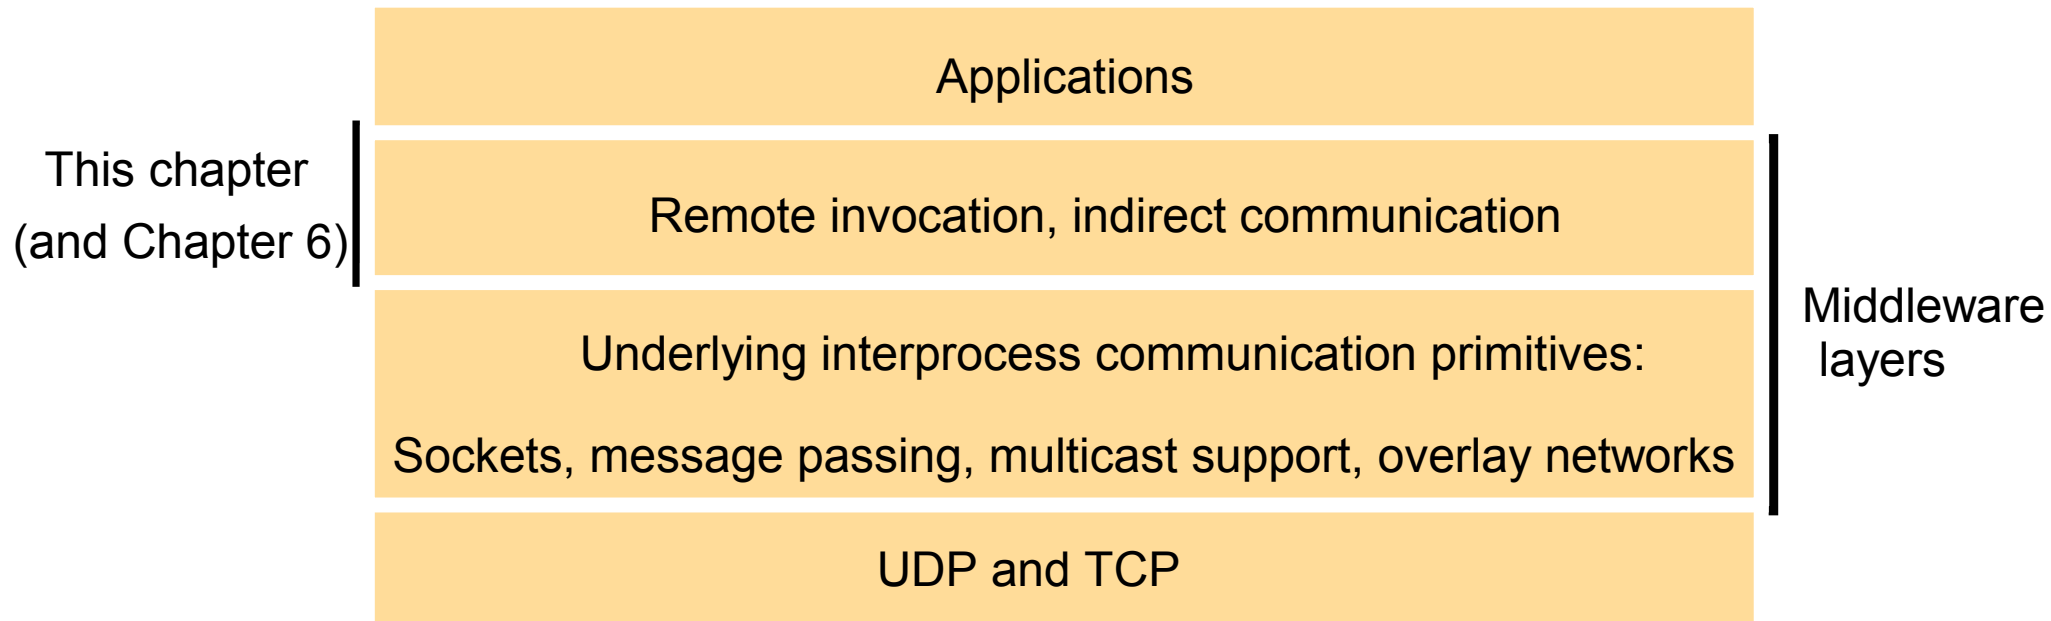 Applications
This chapter
(and Chapter 6)
Remote invocation, indirect communication
Middleware
layers
Underlying interprocess communication primitives:
Sockets, message passing, multicast support, overlay networks
UDP and TCP